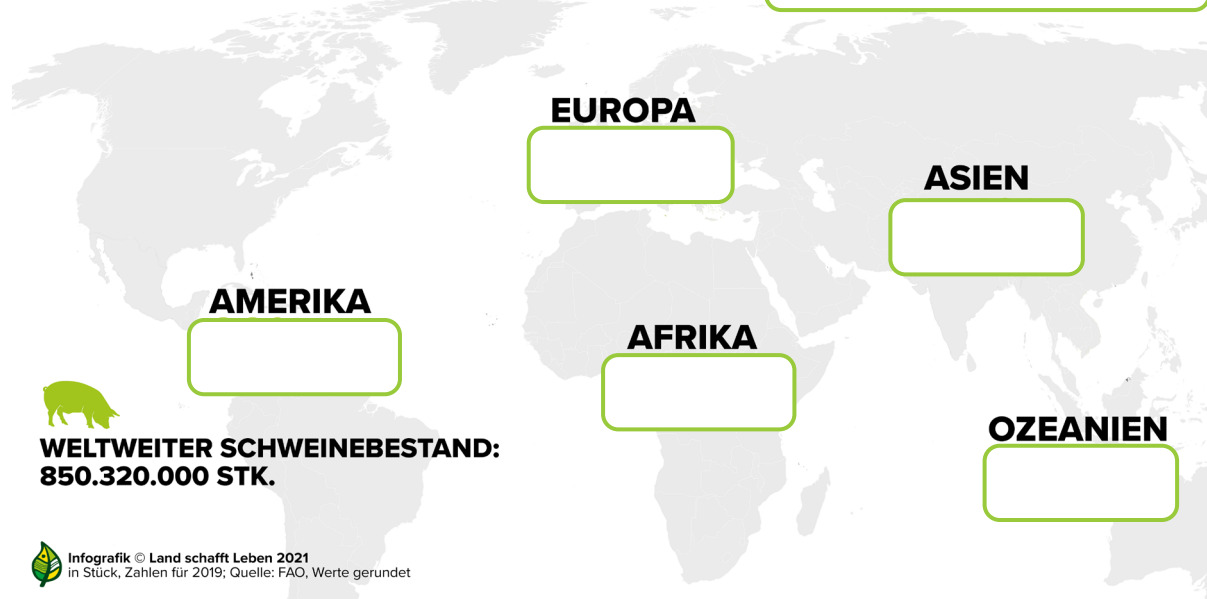 EUROPA
ASIEN
AMERIKA
AFRIKA
OZEANIEN
WELTWEITER SCHWEINEBESTAND:
850.320.000 STK.
Infografik © Land schafft Leben 2021
in Stück, Zahlen für 2019; Quelle: FAO, Werte gerundet